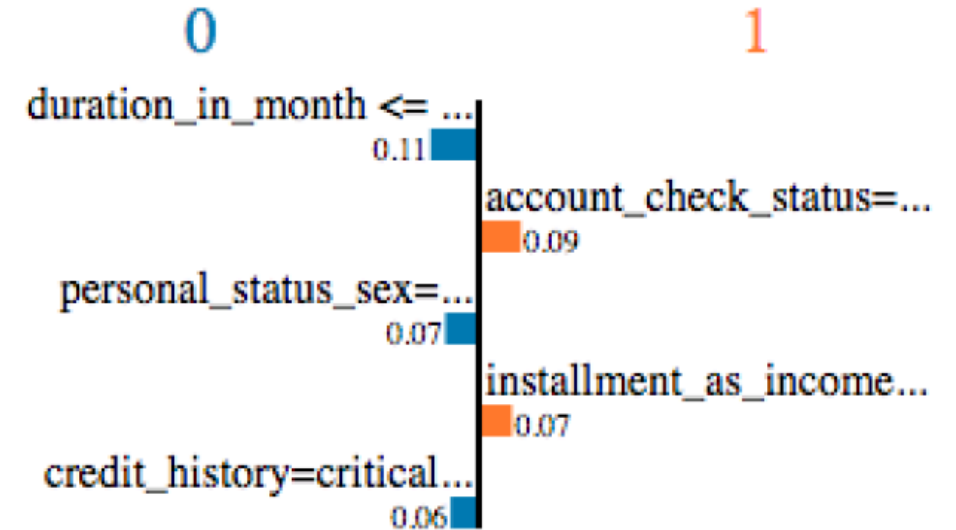 0 1
duration_in_month <= ...
0.11
account_check_status=...
0.09
personal_status_sex=...
0.07
installment_as_income...
0.07
credit_history=critical...
0.06